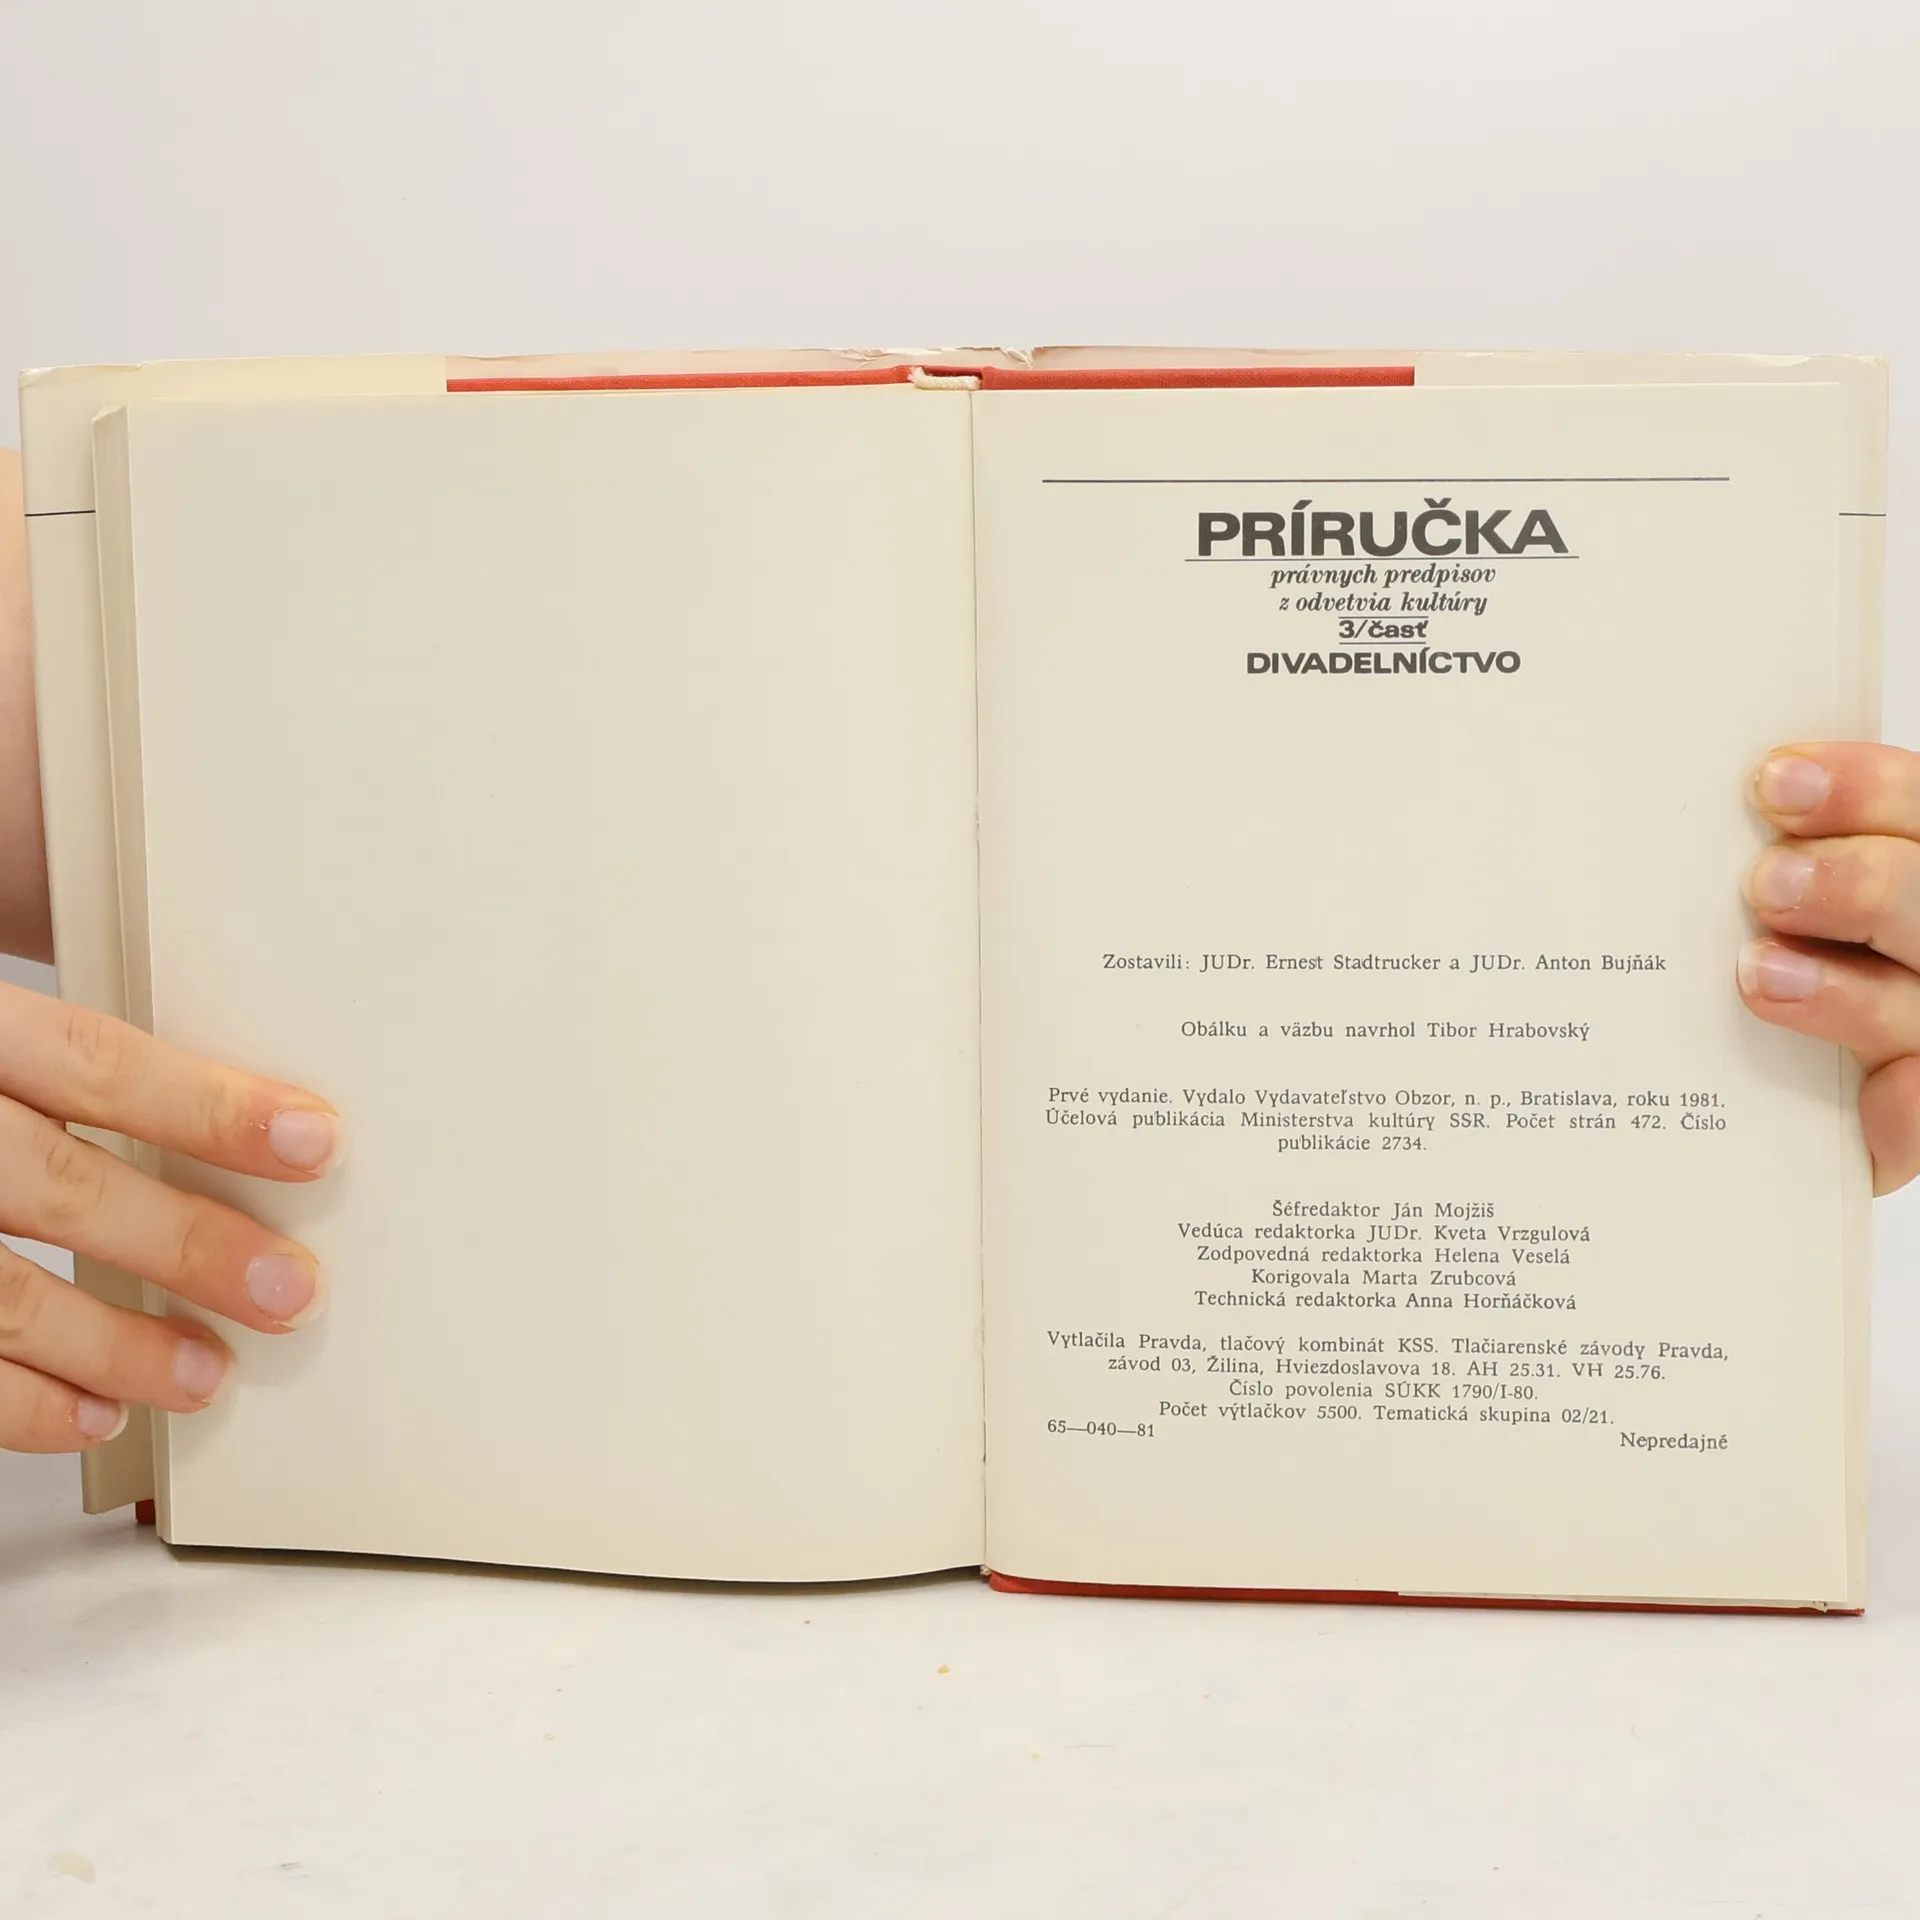 PRÍRUČKA
právnych predpisov
z odvetvia kultúry
3/časť
DIVADELNÍCTVO
Zostavili: JUDr. Ernest Stadtrucker a JUDr. Anton Bujňák
Obálku a väzbu navrhol Tibor Hrabovský
Prvé vydanie. Vydalo Vydavateľstvo Obzor, n. p., Bratislava, roku 1981.
Účelová publikácia Ministerstva kultúry SSR. Počet strán 472. Číslo
publikácie 2734.
Šéfredaktor Ján Mojžiš
Vedúca redaktorka JUDr. Kveta Vrzgulová
Zodpovedná redaktorka Helena Veselá
Korigovala Marta Zrubcová
Technická redaktorka Anna Horňáčková
Vytlačila Pravda, tlačový kombinát KSS. Tlačiarenské závody Pravda,
závod 03, Žilina, Hviezdoslavova 18. AH 25.31. VH 25.76.
Číslo povolenia SÚKK 1790/I-80.
Počet výtlačkov 5500. Tematická skupina 02/21.
65—040—81
Nepredajné